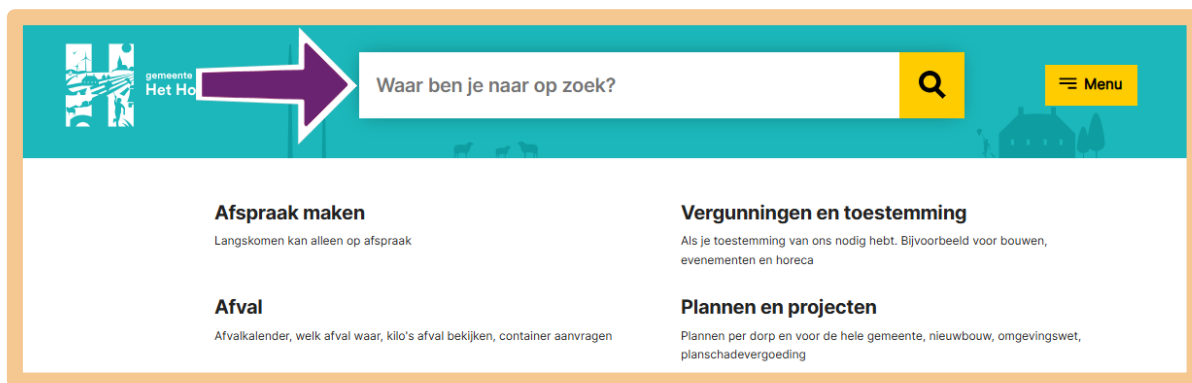 gemeente
Het
Waar ben je naar op zoek?
Menu
Afspraak maken
Langskomen kan alleen op afspraak
Vergunningen en toestemming
Als je toestemming van ons nodig hebt. Bijvoorbeeld voor bouwen,
evenementen en horeca
Afval
Afvalkalender, welk afval waar, kilo's afval bekijken, container aanvragen
Plannen en projecten
Plannen per dorp en voor de hele gemeente, nieuwbouw, omgevingswet,
planschadevergoeding